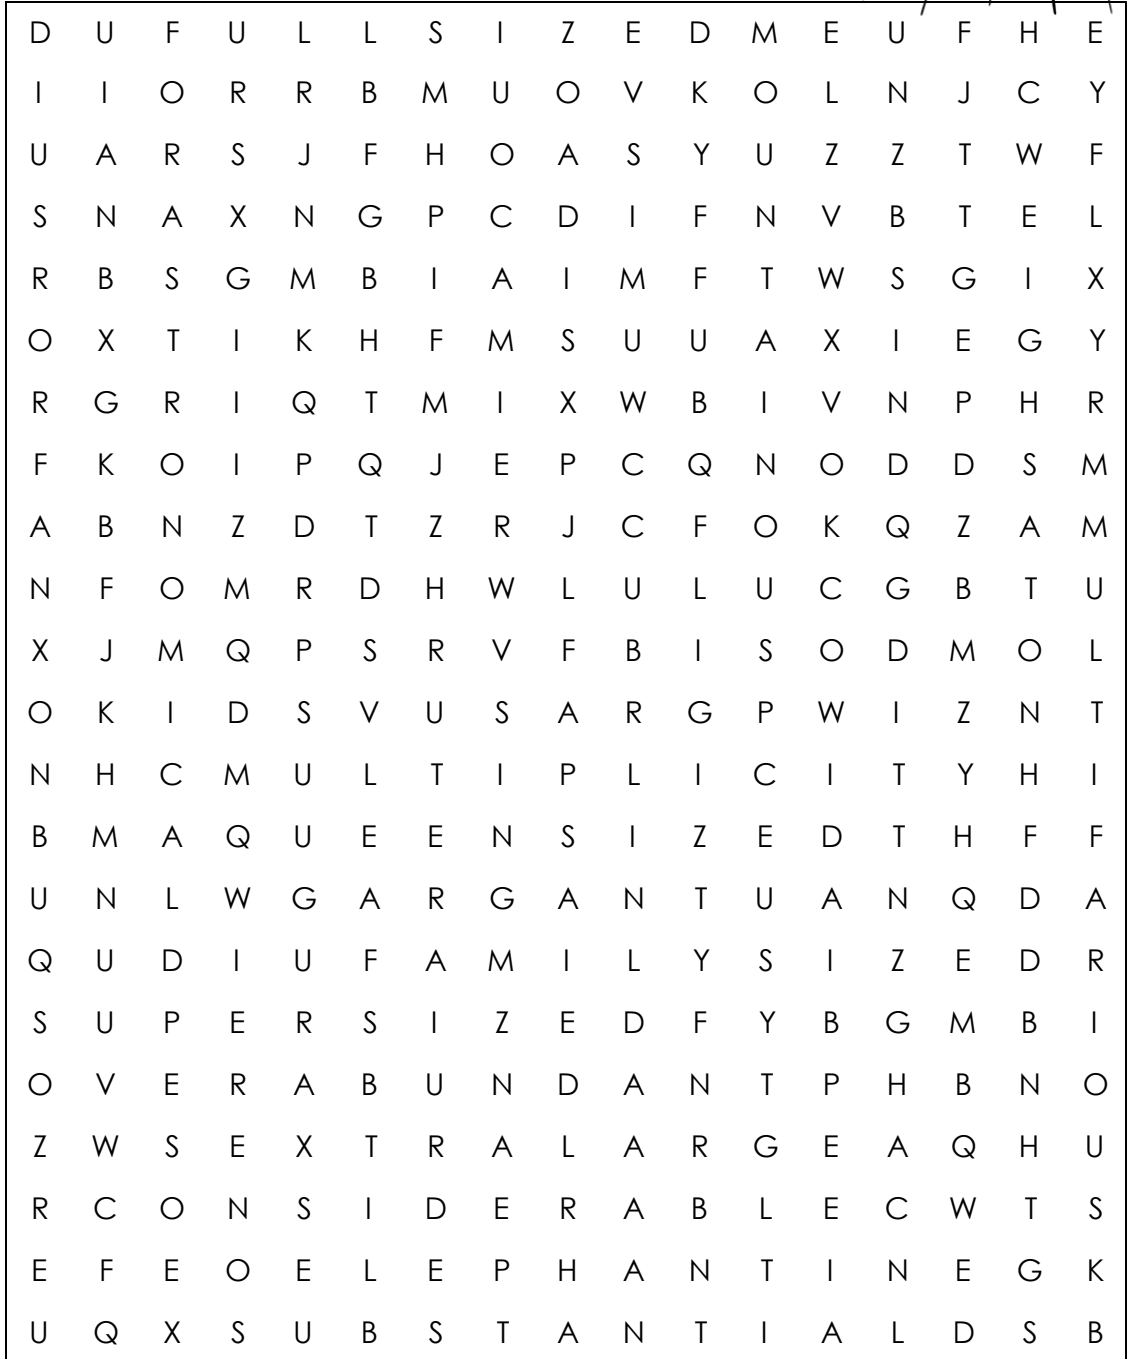 D U F U L L S I Z E D M E U F H E
I I O R R B M U O V K O L N J C Y
U A R S J F H O A S Y U Z Z T W F
S N A X N G P C D I F N V B T E L
R B S G M B I A I M F T W S G I X
O X T I K H F M S U U A X I E G Y
R G R I Q T M I X W B I V N P H R
F K O I P Q J E P C Q N O D D S M
A B N Z D T Z R J C F O K Q Z A M
N F O M R D H W L U L U C G B T U
X J M Q P S R V F B I S O D M O L
O K I D S V U S A R G P W I Z N T
N H C M U L T I P L I C I T Y H I
B M A Q U E E N S I Z E D T H F F
U N L W G A R G A N T U A N Q D A
Q U D I U F A M I L Y S I Z E D R
S U P E R S I Z E D F Y B G M B I
O V E R A B U N D A N T P H B N O
Z W S E X T R A L A R G E A Q H U
R C O N S I D E R A B L E C W T S
E F E O E L E P H A N T I N E G K
U Q X S U B S T A N T I A L D S B